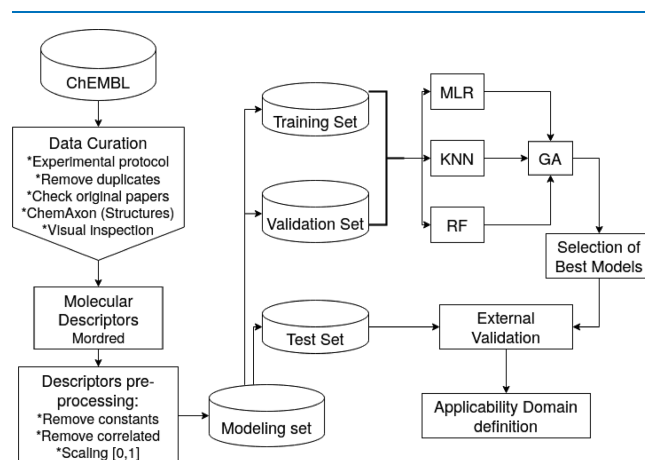 ChEMBL
Data Curation
*Experimental protocol
*Remove duplicates
*Check original papers
*ChemAxon (Structures)
*Visual inspection
Molecular
Descriptors
Mordred
Descriptors pre-
processing:
*Remove constants
*Remove correlated
*Scaling [0,1]
Modeling set
Training Set
Validation Set
Test Set
MLR
KNN
RF
GA
Selection of
Best Models
External
Validation
Applicability Domain
definition